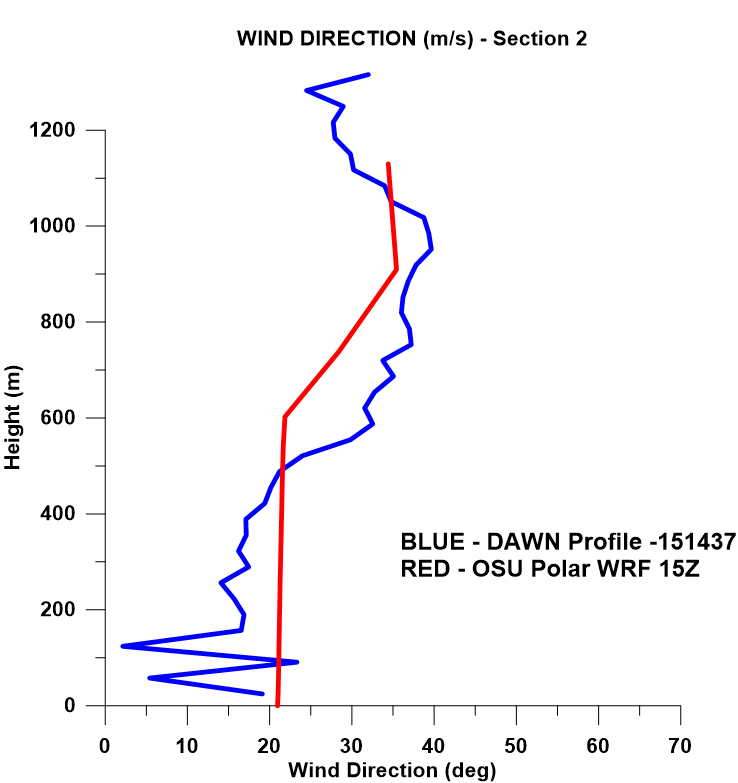 WIND DIRECTION (m/s) - Section 2
1200
1000
800
600
400
200
0
Height (m)
BLUE - DAWN Profile -151437
RED - OSU Polar WRF 15Z
0 10 20 30 40 50 60 70
Wind Direction (deg)